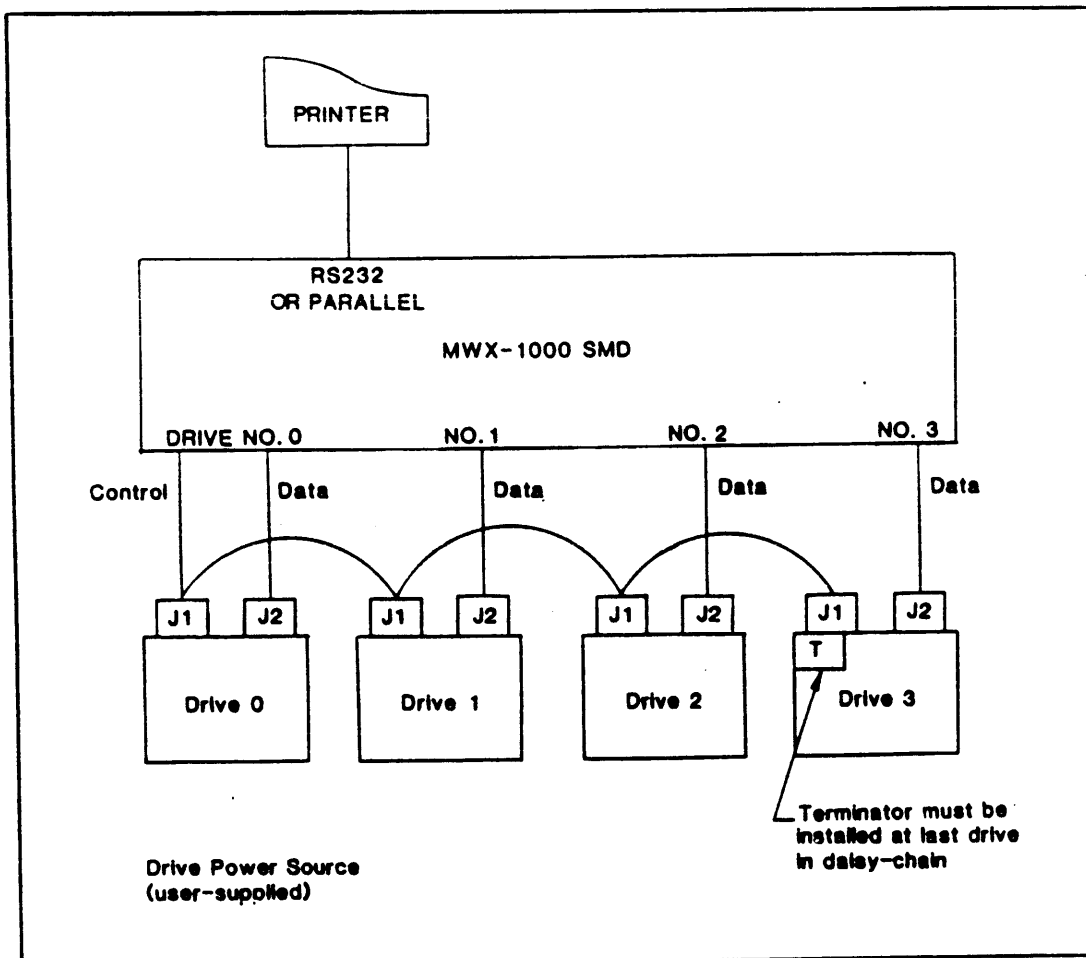 PRINTER
RS232
OR PARALLEL
MWX-1000 SMD
DRIVE NO. 0 NO. 1 NO. 2 NO. 3
Control Data Data Data Data
J1 J2 J1 J2 J1 J2 J1 J2
T
Drive 0 Drive 1 Drive 2 Drive 3
Terminator must be
installed at last drive
in daisy-chain
Drive Power Source
(user-supplied)